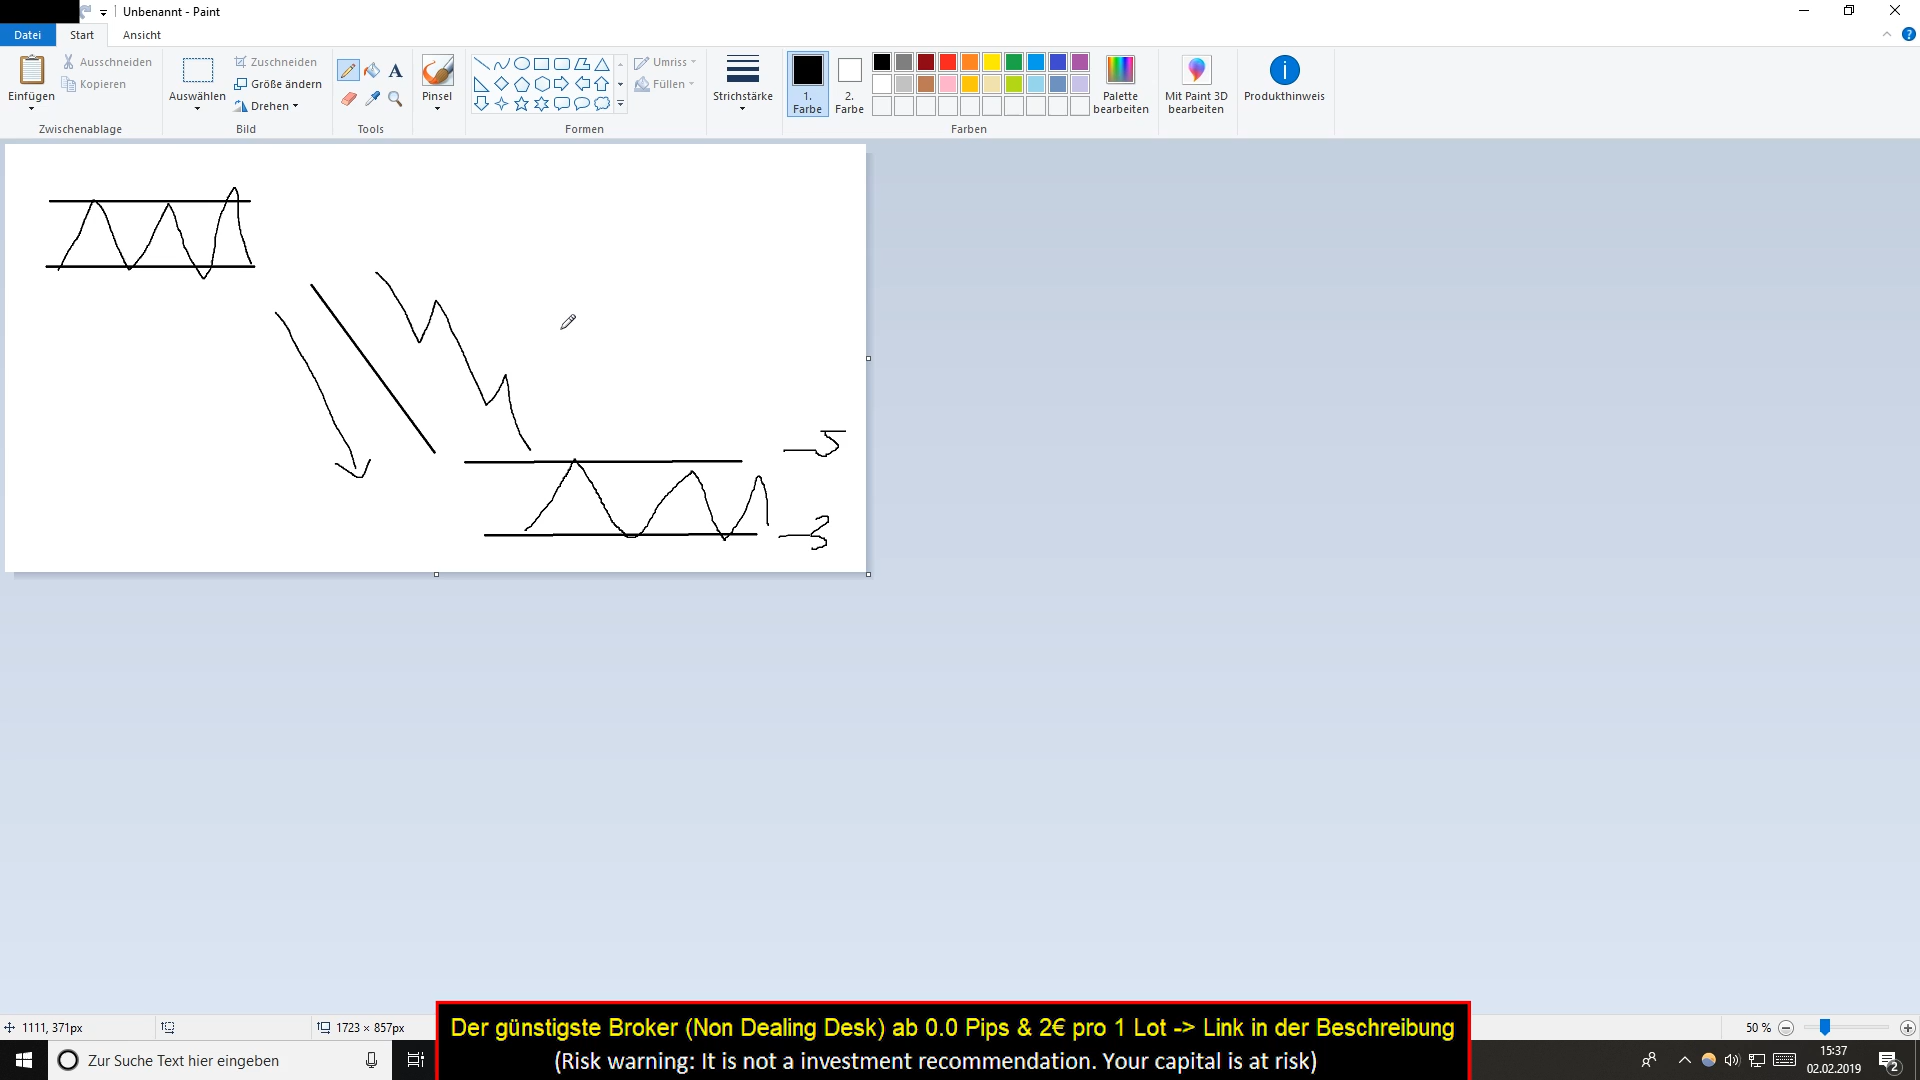 Unbenannt - Paint
Datei
Start
Ansicht
Einfügen
Ausschneiden
Kopieren
Zwischenablage
Auswählen
Zuschneiden
Größe ändern
Drehen
Bild
A
Tools
Pinsel
Formen
Umriss
Füllen
Strichstärke
1.
Farbe
2.
Farbe
Farben
Palette
bearbeiten
Mit Paint 3D
bearbeiten
Produkthinweis
5
3
1111, 371px
1723 × 857px
50 %
Der günstigste Broker (Non Dealing Desk) ab 0.0 Pips & 2€ pro 1 Lot -> Link in der Beschreibung
(Risk warning: It is not a investment recommendation. Your capital is at risk)
Zur Suche Text hier eingeben
15:37
02.02.2019
2